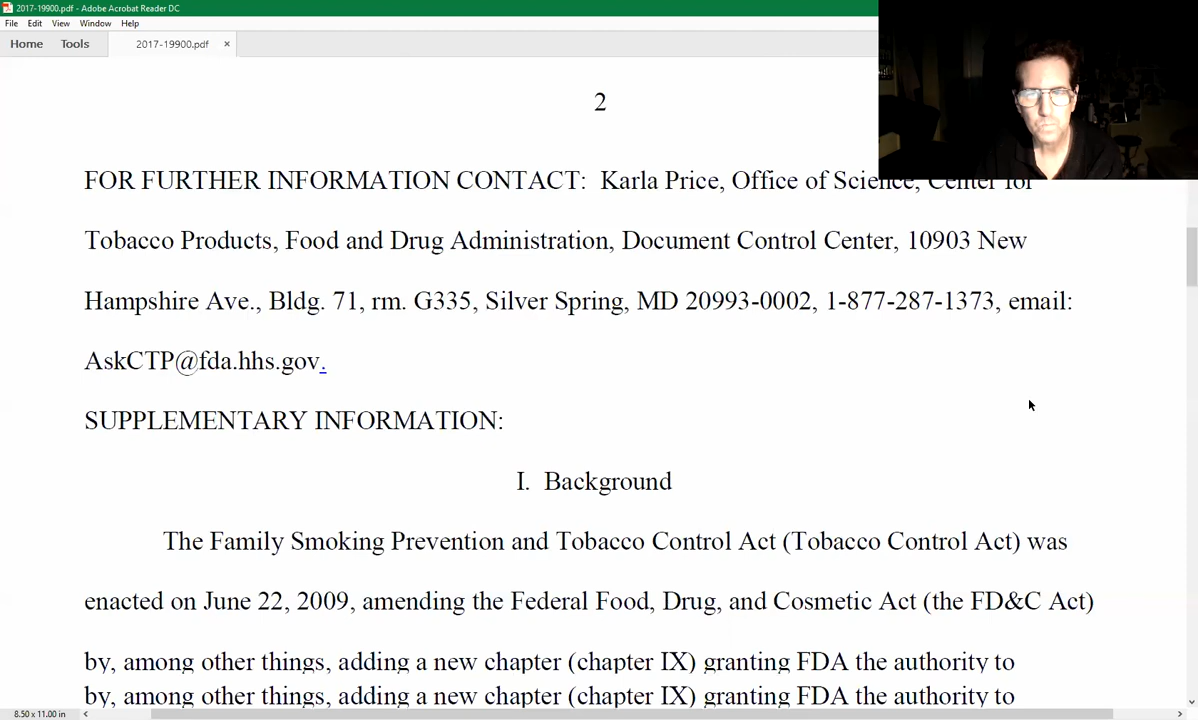 2017-19900.pdf - Adobe Acrobat Reader DC
File Edit View Window Help
Home Tools 2017-19900.pdf ×
2
FOR FURTHER INFORMATION CONTACT: Karla Price, Office of Science, Center for
Tobacco Products, Food and Drug Administration, Document Control Center, 10903 New
Hampshire Ave., Bldg. 71, rm. G335, Silver Spring, MD 20993-0002, 1-877-287-1373, email:
AskCTP@fda.hhs.gov.
SUPPLEMENTARY INFORMATION:
I. Background
The Family Smoking Prevention and Tobacco Control Act (Tobacco Control Act) was
enacted on June 22, 2009, amending the Federal Food, Drug, and Cosmetic Act (the FD&C Act)
by, among other things, adding a new chapter (chapter IX) granting FDA the authority to
by, among other things, adding a new chapter (chapter IX) granting FDA the authority to
8.50 x 11.00 in